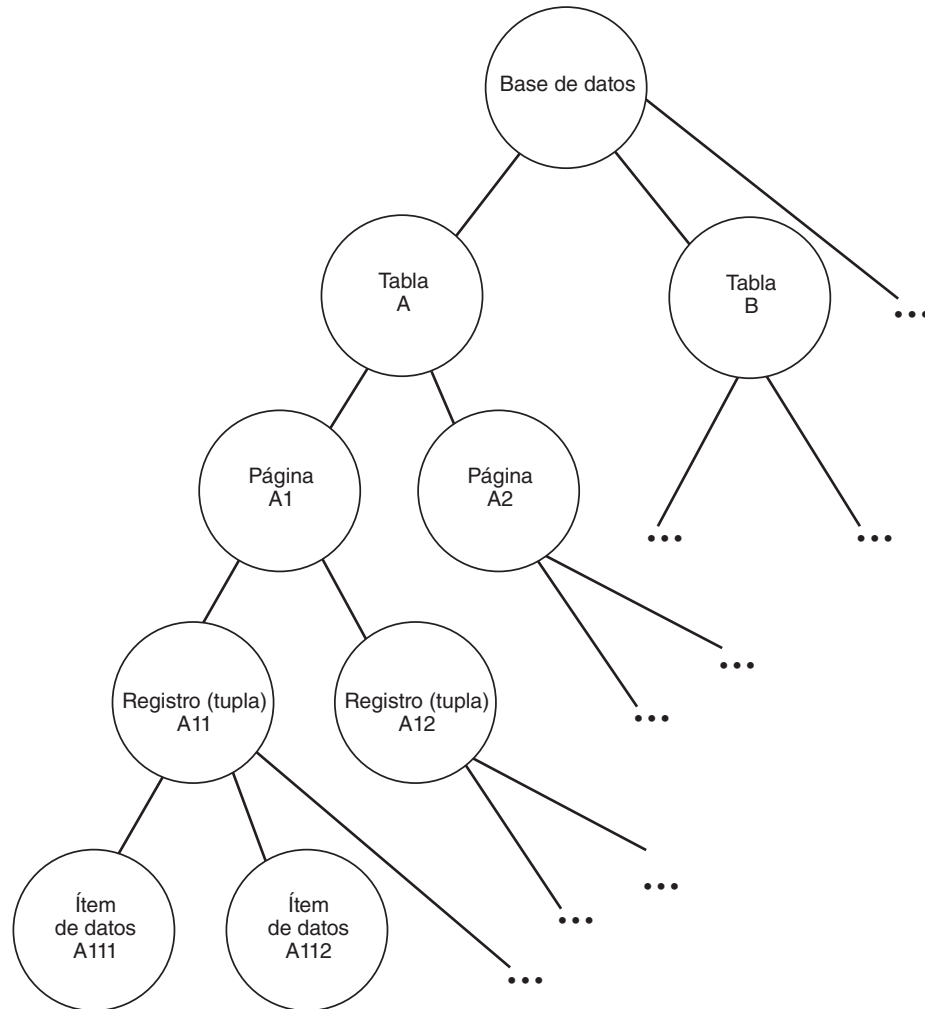 Base de datos
Tabla
A
Tabla
B
...
Página
A1
Página
A2
...
...
...
...
Registro (tupla)
A11
Registro (tupla)
A12
...
...
Ítem
de datos
A111
Ítem
de datos
A112
...